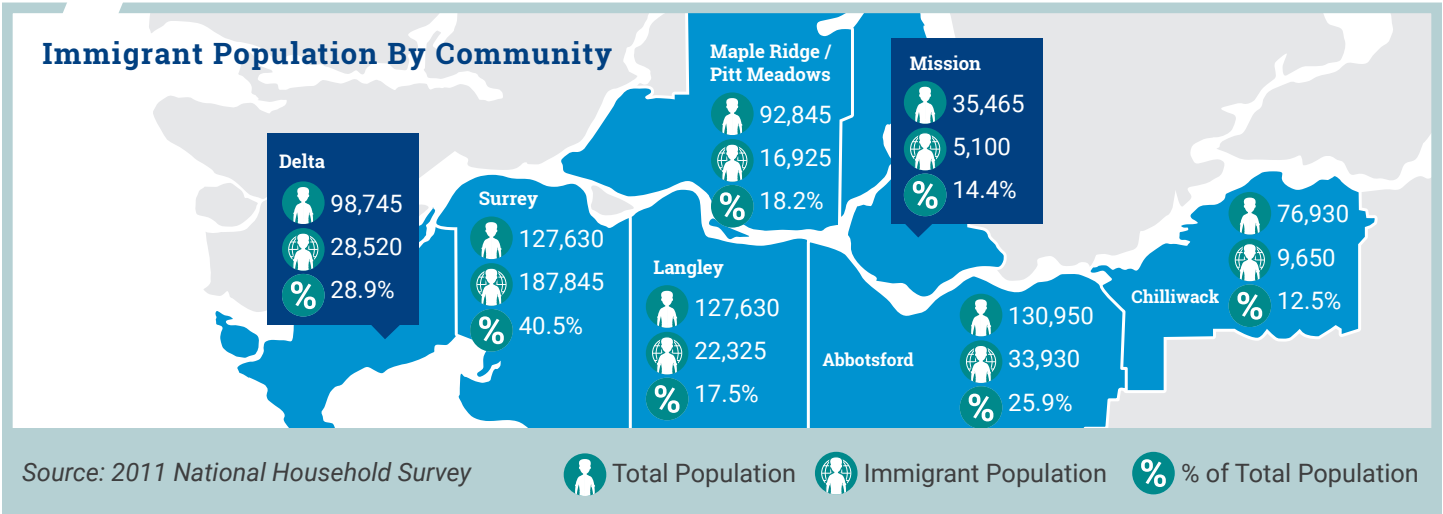 Immigrant Population By Community
Delta
98,745
28,520
% 28.9%
Surrey
127,630
187,845
% 40.5%
Maple Ridge /
Pitt Meadows
92,845
16,925
% 18.2%
Langley
127,630
22,325
% 17.5%
Mission
35,465
5,100
% 14.4%
Abbotsford
130,950
33,930
% 25.9%
Chilliwack
76,930
9,650
% 12.5%
Source: 2011 National Household Survey
Total Population
Immigrant Population
% % of Total Population